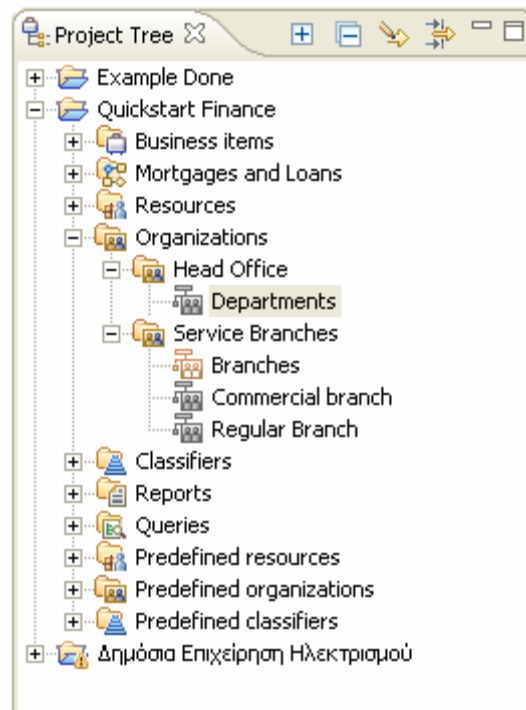 Project Tree
Example Done
Quickstart Finance
Business items
Mortgages and Loans
Resources
Organizations
Head Office
Departments
Service Branches
Branches
Commercial branch
Regular Branch
Classifiers
Reports
Queries
Predefined resources
Predefined organizations
Predefined classifiers
Δημόσια Επιχείρηση Ηλεκτρισμού